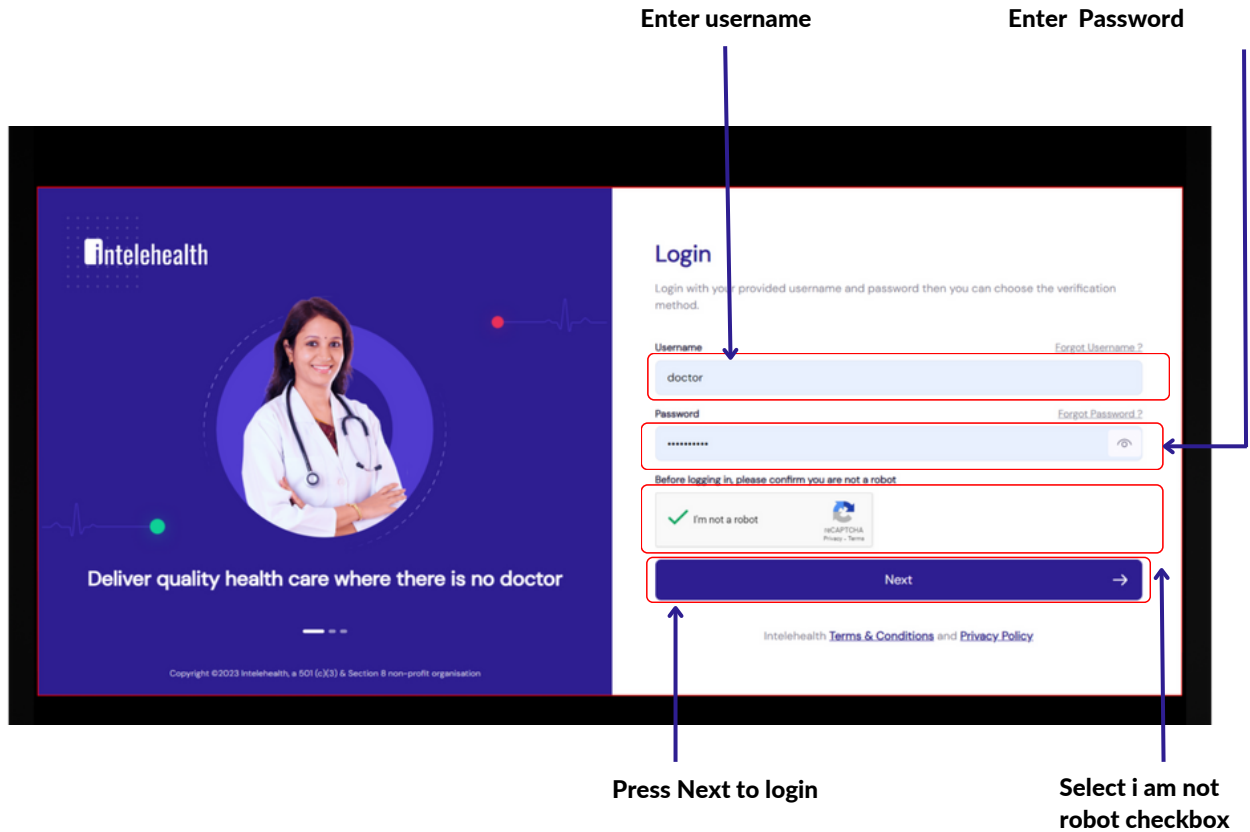 Enter username
Enter Password
intelehealth
Deliver quality health care where there is no doctor
Copyright ©2023 Intelehealth, a 501 (c)(3) & Section 8 non-profit organisation
Login
Login with your provided username and password then you can choose the verification
method.
Username
Forgot Username ?
doctor
Password
Forgot Password ?
••••••••••
Before logging in, please confirm you are not a robot
I'm not a robot
reCAPTCHA
Privacy - Terms
Next
Intelehealth Terms & Conditions and Privacy Policy
Press Next to login
Select i am not
robot checkbox